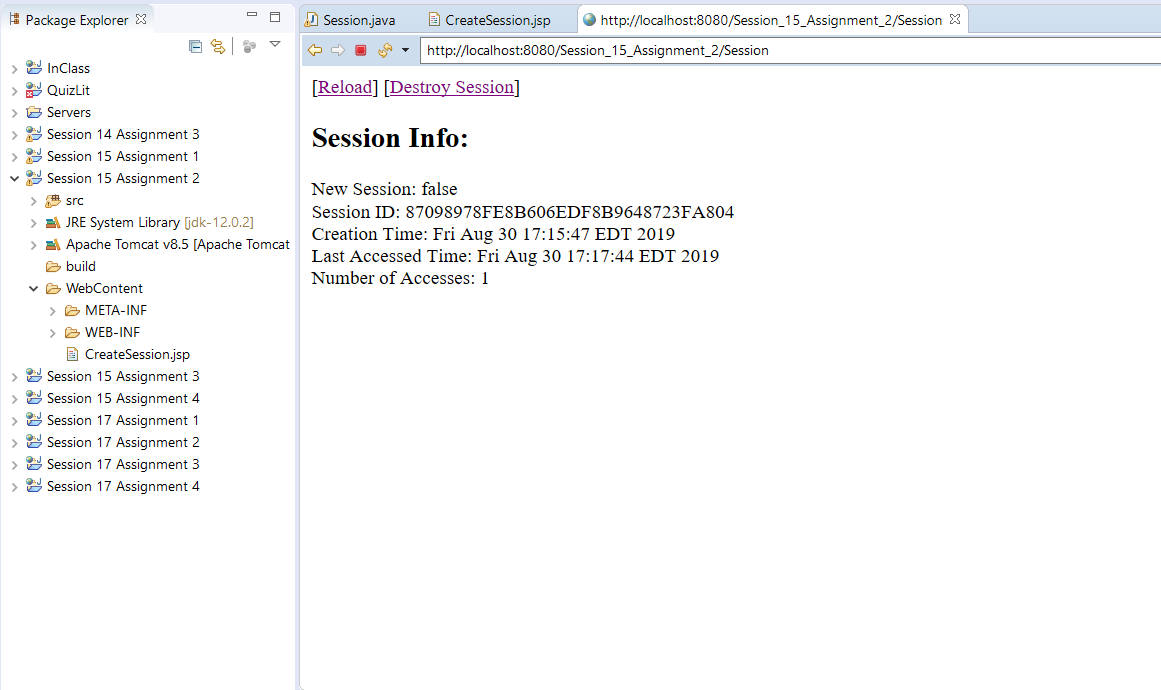 Package Explorer
InClass
QuizLit
Servers
Session 14 Assignment 3
Session 15 Assignment 1
Session 15 Assignment 2
src
JRE System Library [jdk-12.0.2]
Apache Tomcat v8.5 [Apache Tomcat
build
WebContent
META-INF
WEB-INF
CreateSession.jsp
Session 15 Assignment 3
Session 15 Assignment 4
Session 17 Assignment 1
Session 17 Assignment 2
Session 17 Assignment 3
Session 17 Assignment 4
Session.java CreateSession.jsp http://localhost:8080/Session_15_Assignment_2/Session
http://localhost:8080/Session_15_Assignment_2/Session
[Reload] [Destroy Session]
Session Info:
New Session: false
Session ID: 87098978FE8B606EDF8B9648723FA804
Creation Time: Fri Aug 30 17:15:47 EDT 2019
Last Accessed Time: Fri Aug 30 17:17:44 EDT 2019
Number of Accesses: 1